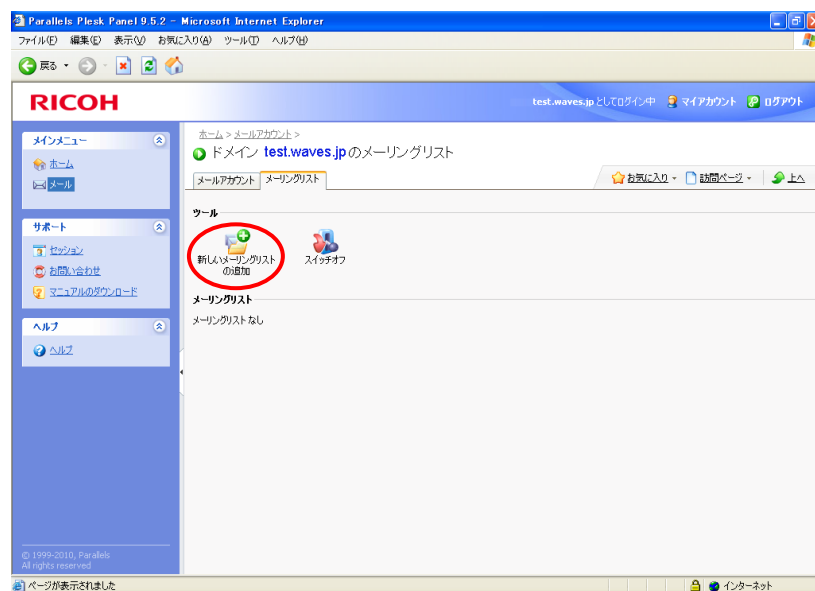 Parallels Plesk Panel 9.5.2 - Microsoft Internet Explorer
ファイル(F) 編集(E) 表示(V) お気に入り(A) ツール(T) ヘルプ(H)
戻る
RICOH
test.waves.jp としてログイン中 マイアカウント ログアウト
メインメニュー
ホーム
メール
サポート
セッション
お問い合わせ
マニュアルのダウンロード
ヘルプ
ヘルプ
© 1999-2010, Parallels
All rights reserved
ホーム > メールアカウント >
ドメイン test.waves.jp のメーリングリスト
メールアカウント メーリングリスト
お気に入り 訪問ページ 上へ
ツール
新しいメーリングリスト
の追加
スイッチオフ
メーリングリスト
メーリングリストなし
ページが表示されました インターネット